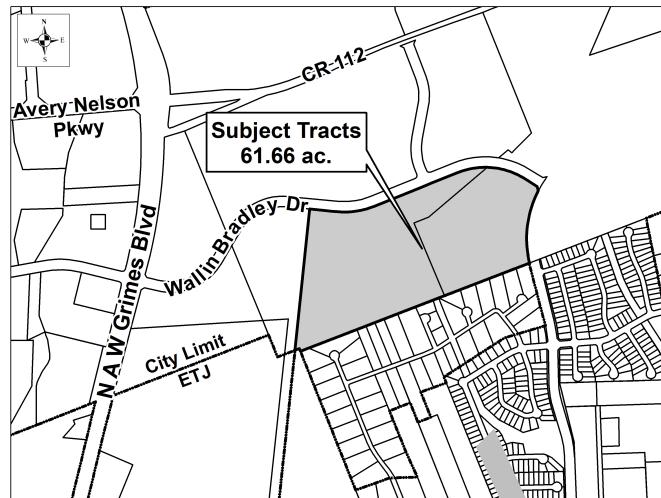 N
W E
S
CR 112
Avery Nelson
Pkwy
Subject Tracts
61.66 ac.
Wallin Bradley Dr
N A W Grimes Blvd
City Limit
ETJ